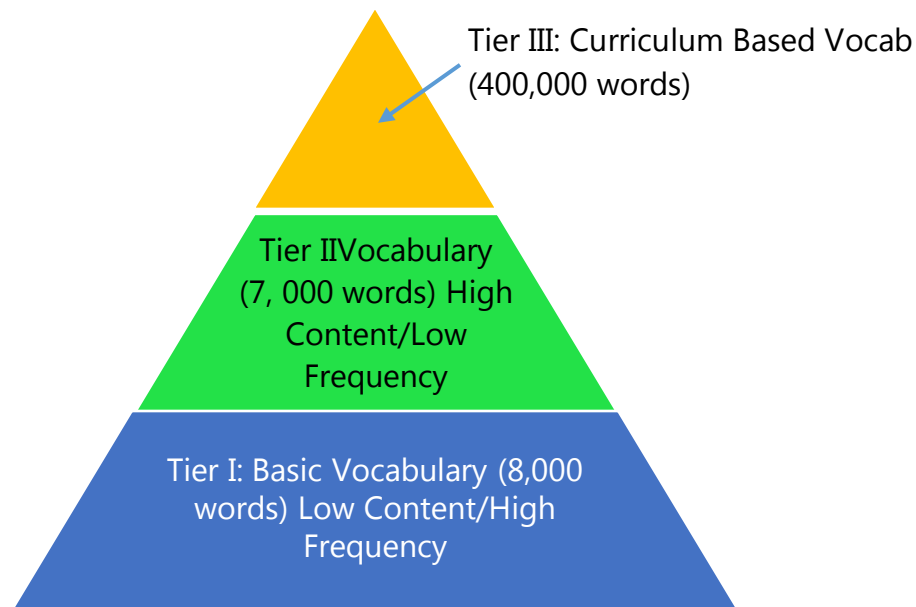 Tier III: Curriculum Based Vocab
(400,000 words)
Tier IIVocabulary
(7, 000 words) High
Content/Low
Frequency
Tier I: Basic Vocabulary (8,000
words) Low Content/High
Frequency